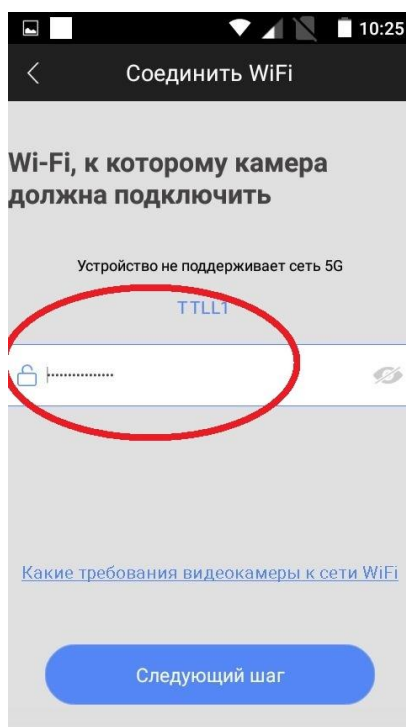 10:25
Соединить WiFi
Wi-Fi, к которому камера
должна подключить
Устройство не поддерживает сеть 5G
TTLL1
...............
Какие требования видеокамеры к сети WiFi
Следующий шаг